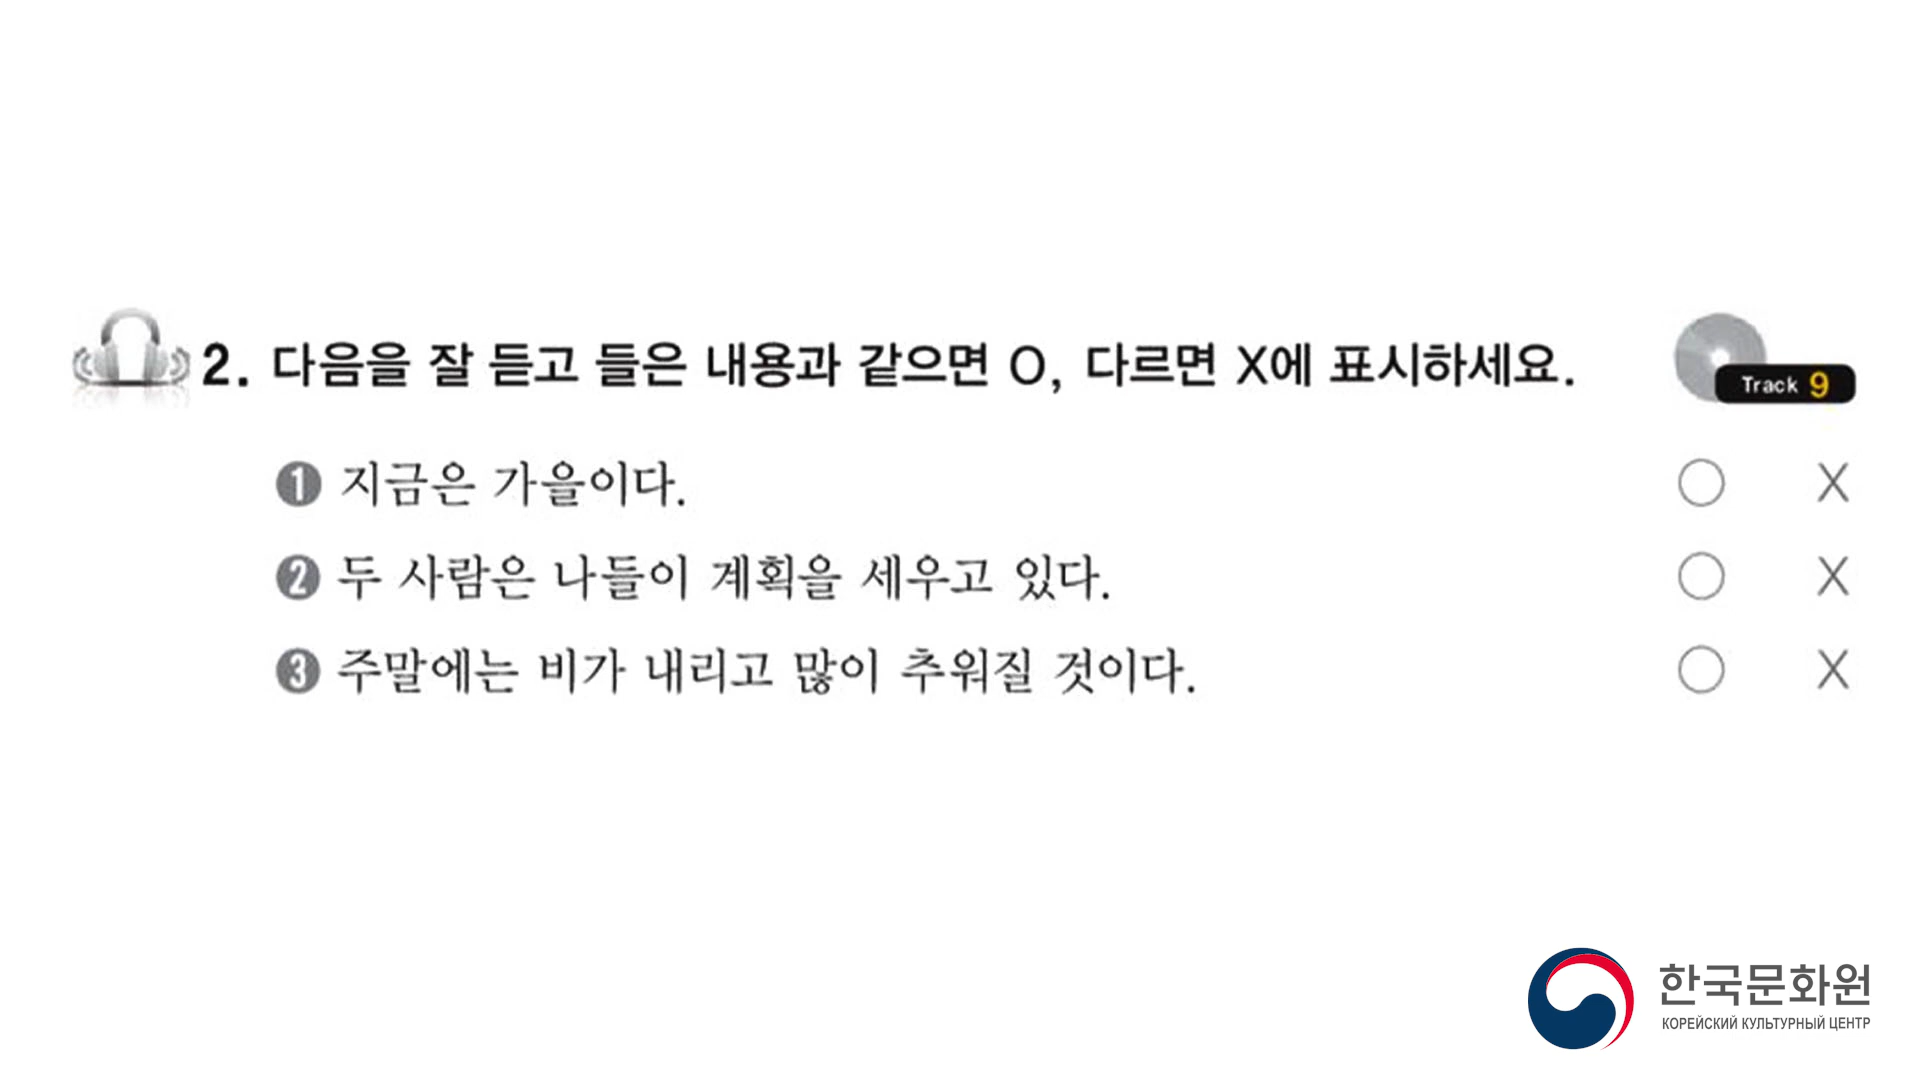 2. 다음을 잘 듣고 들은 내용과 같으면 O, 다르면 X에 표시하세요.
Track 9
1 지금은 가을이다. ○ X
2 두 사람은 나들이 계획을 세우고 있다. ○ X
3 주말에는 비가 내리고 많이 추워질 것이다. ○ X
한국문화원
КОРЕЙСКИЙ КУЛЬТУРНЫЙ ЦЕНТР